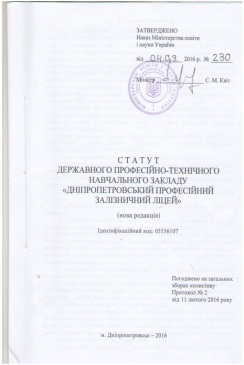 ЗАТВЕРДЖЕНО
Наказ Міністерства освіти
і науки України
від 04.03 2016 р. № 230
Міністр С. М. Квіт
СТАТУТ
ДЕРЖАВНОГО ПРОФЕСІЙНО-ТЕХНІЧНОГО
НАВЧАЛЬНОГО ЗАКЛАДУ
«ДНІПРОПЕТРОВСЬКИЙ ПРОФЕСІЙНИЙ
ЗАЛІЗНИЧНИЙ ЛІЦЕЙ»
(нова редакція)
Ідентифікаційний код: 05536107
Погоджено на загальних
зборах колективу
Протокол № 2
від 11 лютого 2016 року
м. Дніпропетровськ – 2016